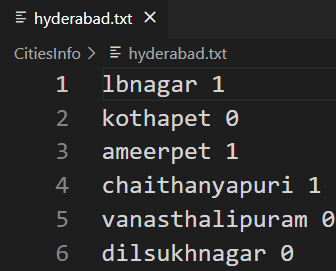 hyderabad.txt
CitiesInfo > hyderabad.txt
1 lbnagar 1
2 kothapet 0
3 ameerpet 1
4 chaithanyapuri 1
5 vanasthalipuram 0
6 dilsukhnagar 0